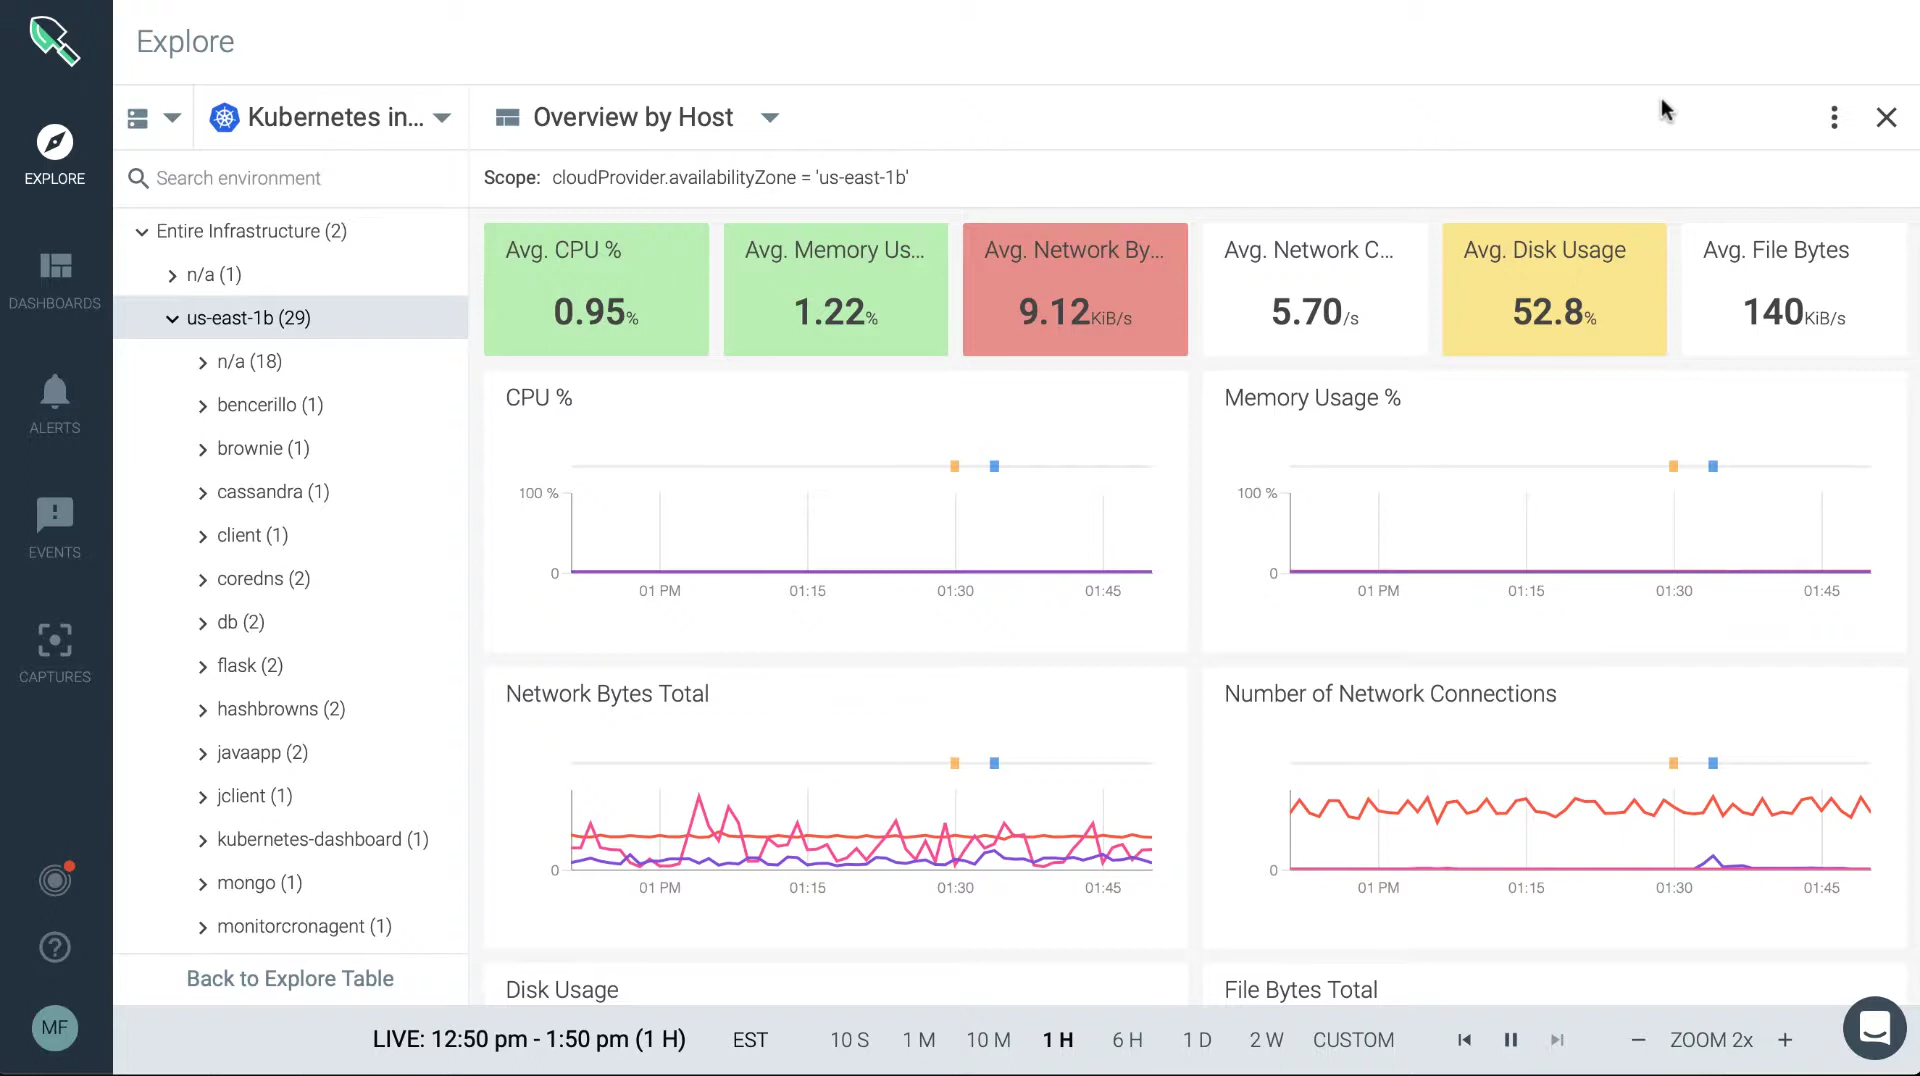 Explore
EXPLORE
DASHBOARDS
ALERTS
EVENTS
CAPTURES
MF
Kubernetes in...
Search environment
Entire Infrastructure (2)
n/a (1)
us-east-1b (29)
n/a (18)
bencerillo (1)
brownie (1)
cassandra (1)
client (1)
coredns (2)
db (2)
flask (2)
hashbrowns (2)
javaapp (2)
jclient (1)
kubernetes-dashboard (1)
mongo (1)
monitorcronagent (1)
Back to Explore Table
Overview by Host
Scope: cloudProvider.availabilityZone = 'us-east-1b'
Avg. CPU %
0.95%
Avg. Memory Us...
1.22%
Avg. Network By...
9.12KiB/s
Avg. Network C...
5.70/s
Avg. Disk Usage
52.8%
Avg. File Bytes
140KiB/s
CPU %
100 %
0
01 PM 01:15 01:30 01:45
Memory Usage %
100 %
0
01 PM 01:15 01:30 01:45
Network Bytes Total
0
01 PM 01:15 01:30 01:45
Number of Network Connections
0
01 PM 01:15 01:30 01:45
Disk Usage
File Bytes Total
LIVE: 12:50 pm - 1:50 pm (1 H) EST 10 S 1 M 10 M 1 H 6 H 1 D 2 W CUSTOM ZOOM 2x